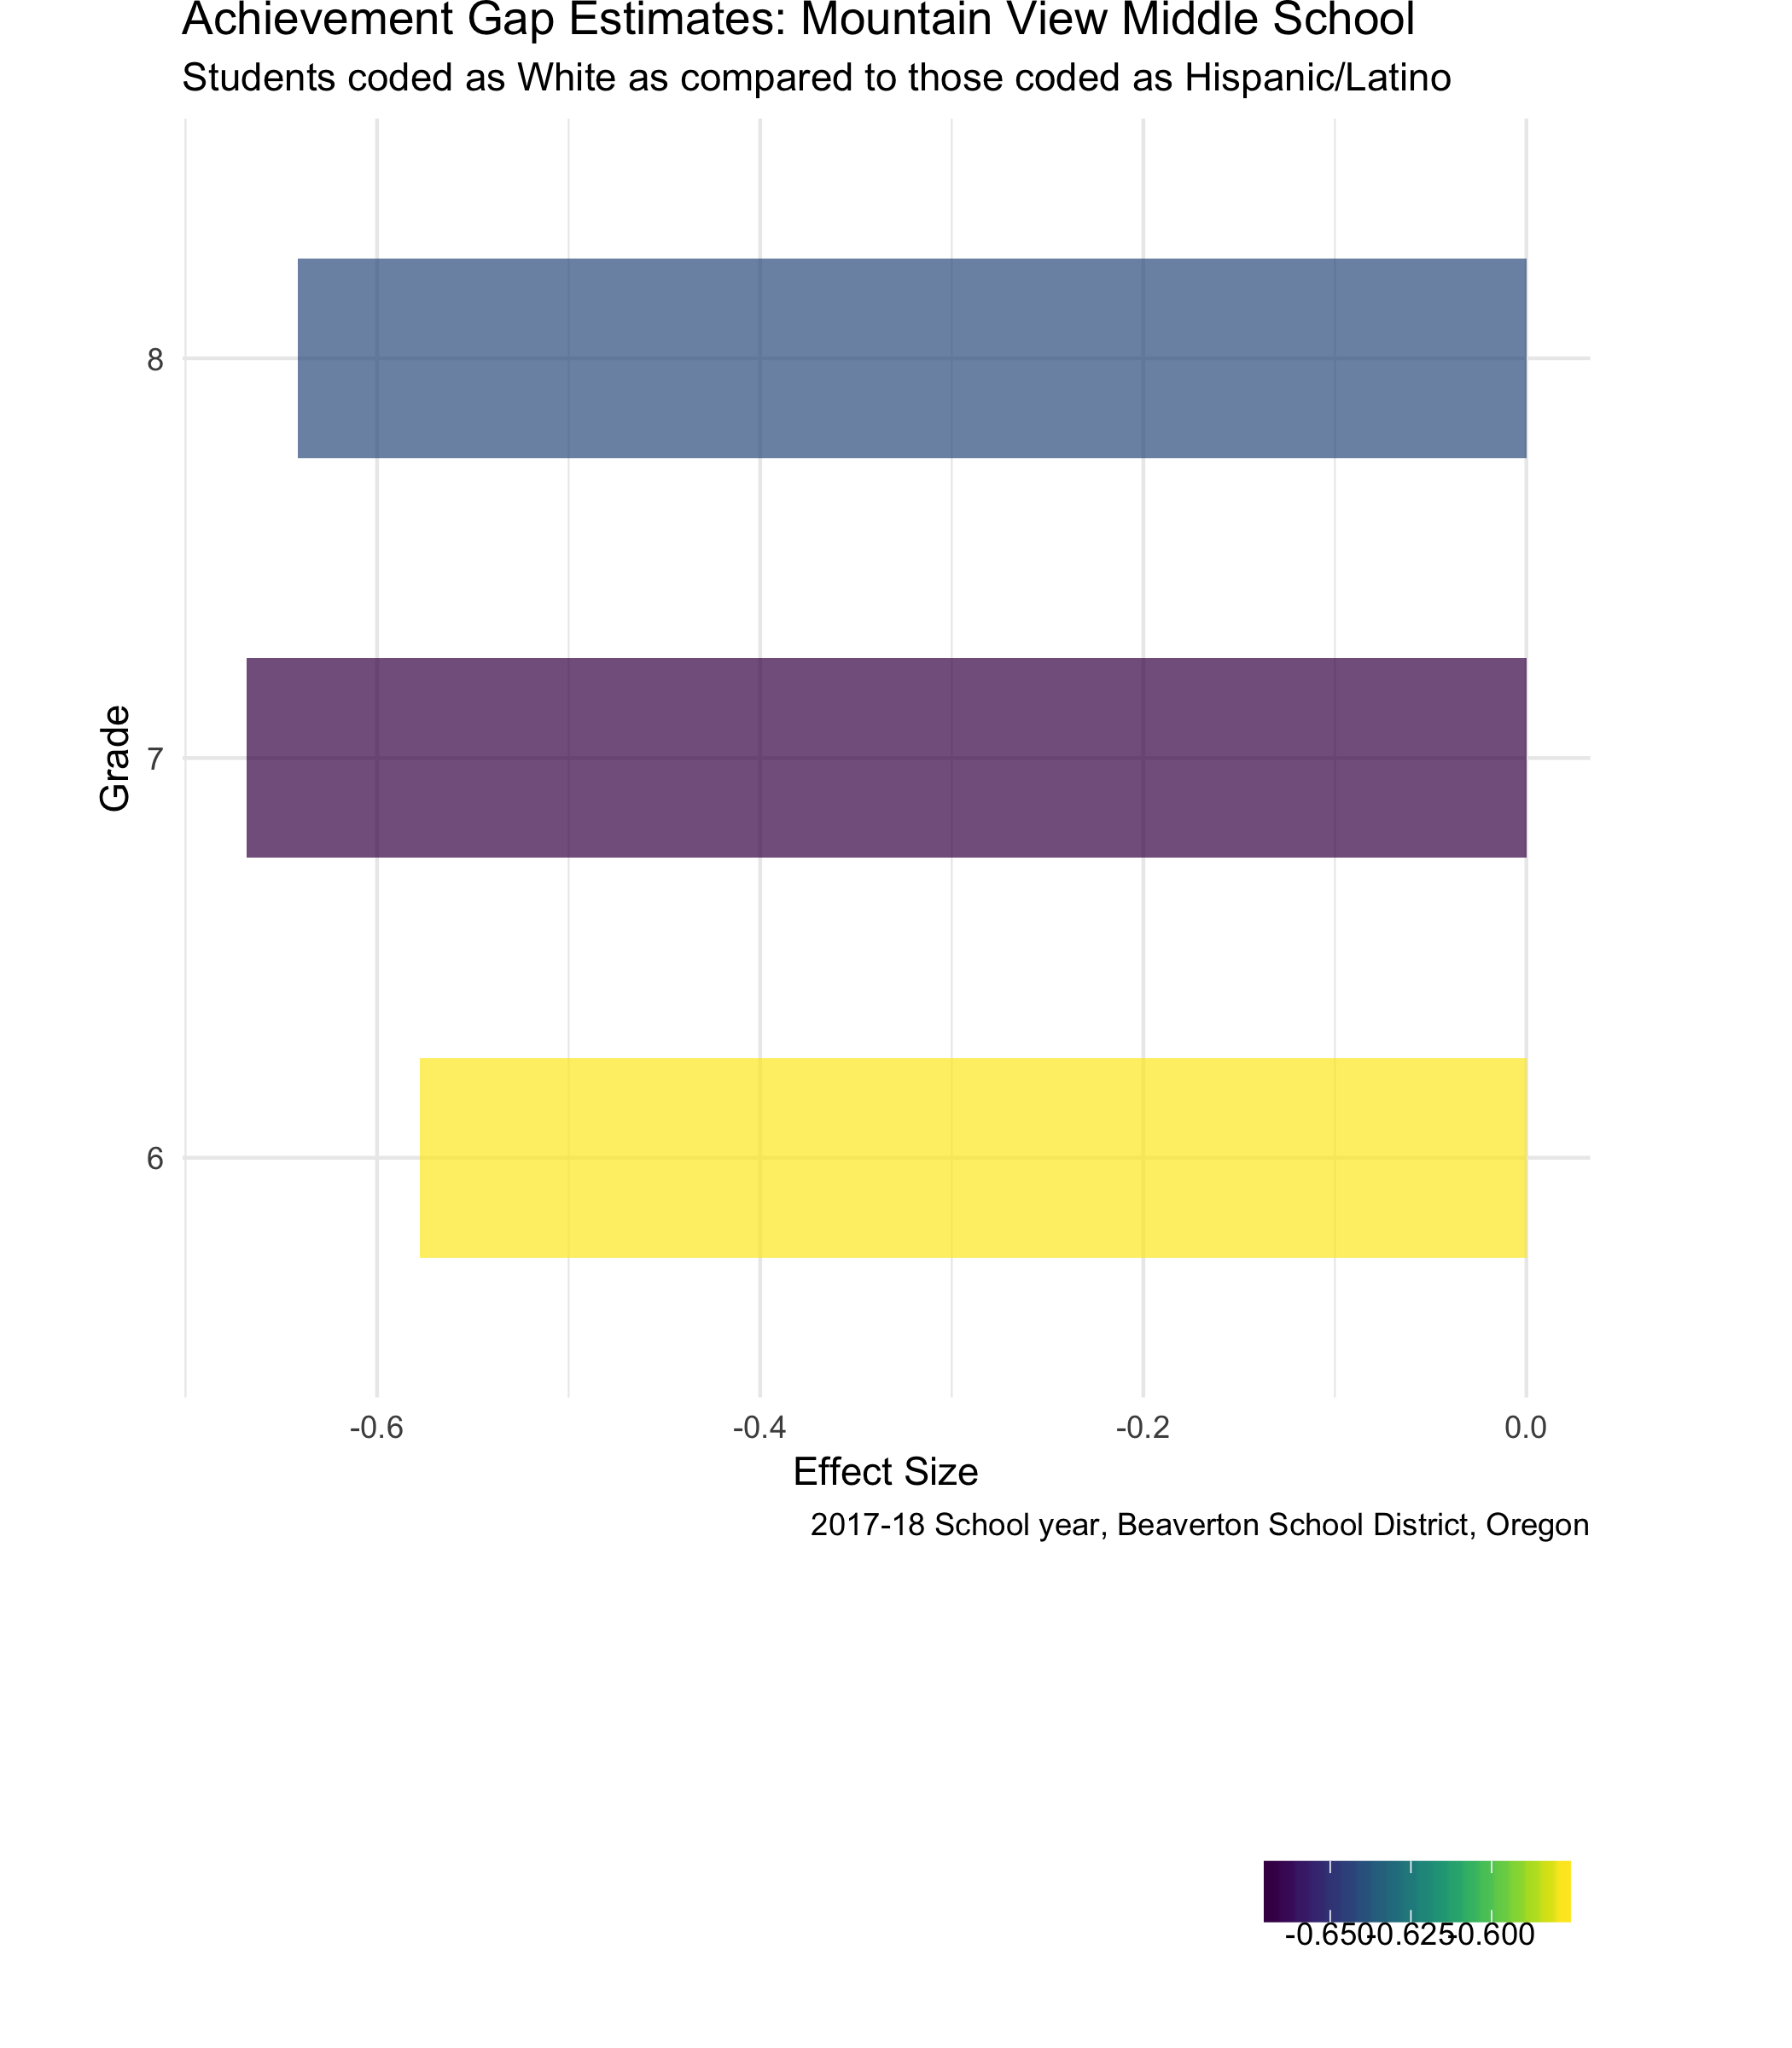 Achievement Gap Estimates: Mountain View Middle School
Students coded as White as compared to those coded as Hispanic/Latino
8
7
6
Grade
-0.6 -0.4 -0.2 0.0
Effect Size
2017-18 School year, Beaverton School District, Oregon
-0.650 -0.625 -0.600